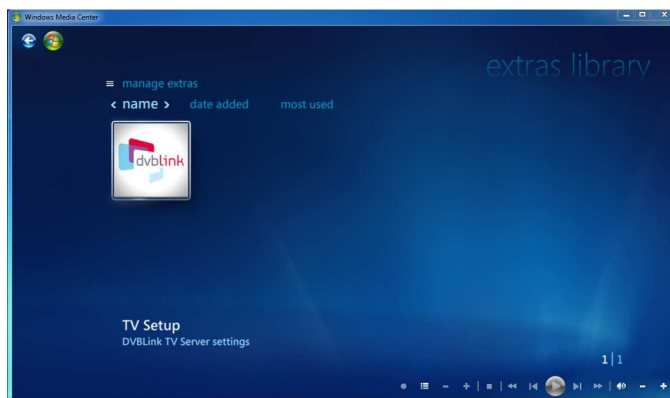 Windows Media Center
extras library
manage extras
name date added most used
dvblink
TV Setup
DVBLink TV Server settings
1|1